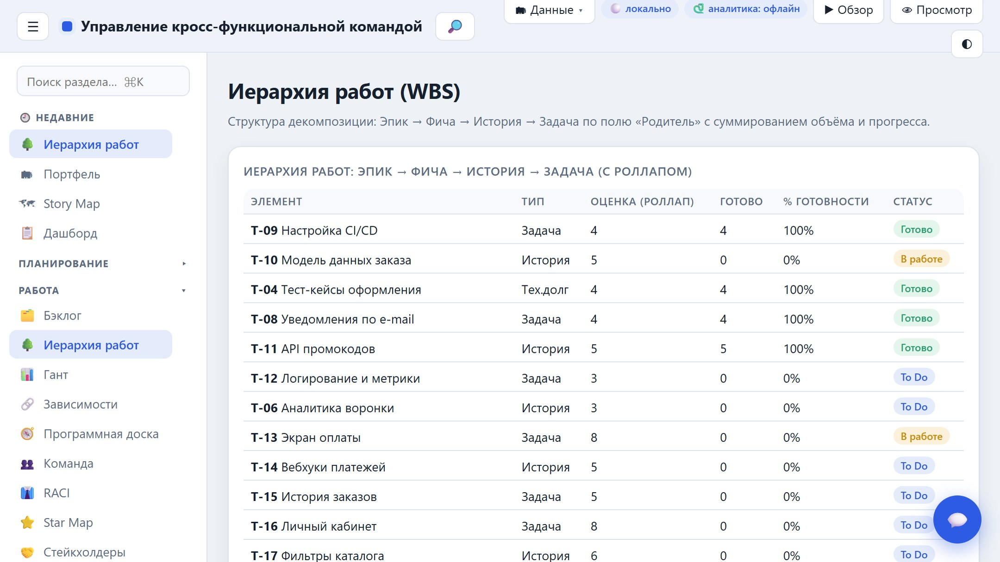 ☰ Управление кросс-функциональной командой
Данные ▾
локально
аналитика: офлайн
▶ Обзор
Просмотр
Поиск раздела... ⌘K
НЕДАВНИЕ
Иерархия работ
Портфель
Story Map
Дашборд
ПЛАНИРОВАНИЕ
РАБОТА
Бэклог
Иерархия работ
Гант
Зависимости
Программная доска
Команда
RACI
Star Map
Стейкхолдеры
Иерархия работ (WBS)
Структура декомпозиции: Эпик → Фича → История → Задача по полю «Родитель» с суммированием объёма и прогресса.
ИЕРАРХИЯ РАБОТ: ЭПИК → ФИЧА → ИСТОРИЯ → ЗАДАЧА (С РОЛЛАПОМ)
ЭЛЕМЕНТ ТИП ОЦЕНКА (РОЛЛАП) ГОТОВО % ГОТОВНОСТИ СТАТУС
T-09 Настройка CI/CD Задача 4 4 100% Готово
T-10 Модель данных заказа История 5 0 0% В работе
T-04 Тест-кейсы оформления Тех.долг 4 4 100% Готово
T-08 Уведомления по e-mail Задача 4 4 100% Готово
T-11 API промокодов История 5 5 100% Готово
T-12 Логирование и метрики Задача 3 0 0% To Do
T-06 Аналитика воронки История 3 0 0% To Do
T-13 Экран оплаты Задача 8 0 0% В работе
T-14 Вебхуки платежей История 5 0 0% To Do
T-15 История заказов Задача 5 0 0% To Do
T-16 Личный кабинет Задача 8 0 0% To Do
T-17 Фильтры каталога История 6 0 0% To Do